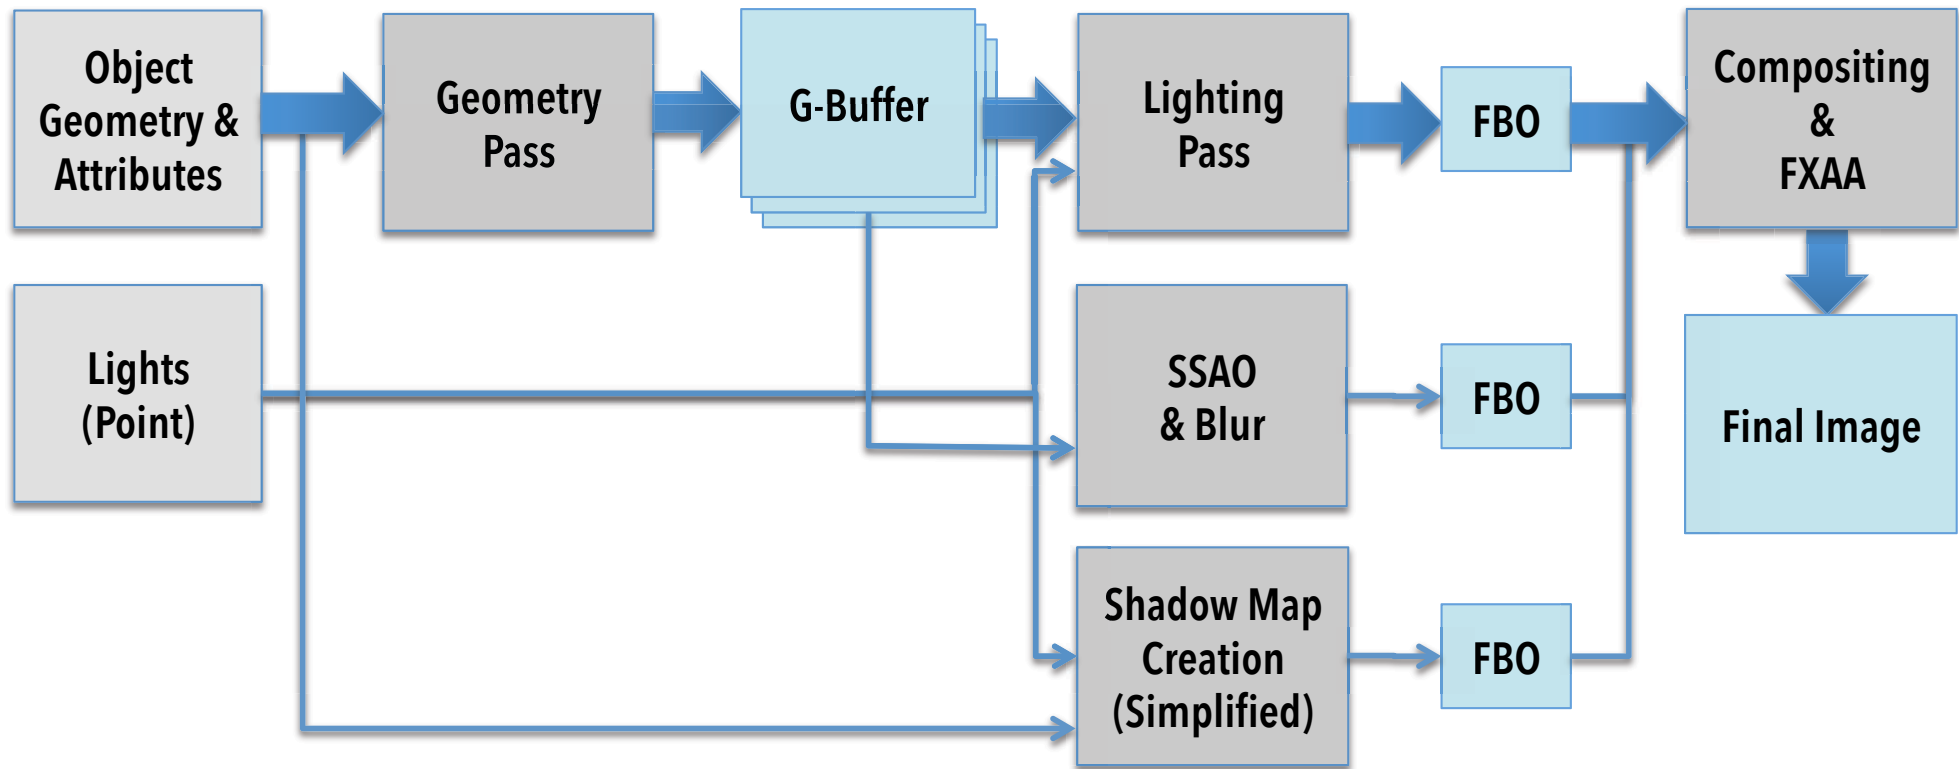 Object
Geometry &
Attributes
Geometry
Pass
G-Buffer
Lighting
Pass
FBO
Compositing
&
FXAA
Lights
(Point)
SSAO
& Blur
FBO
Final Image
Shadow Map
Creation
(Simplified)
FBO